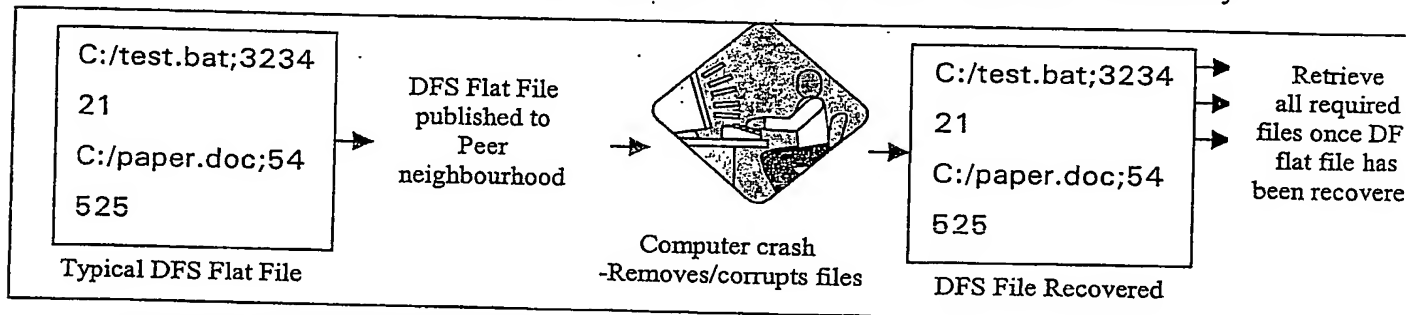 C:/test.bat;3234
21
C:/paper.doc;54
525
Typical DFS Flat File
DFS Flat File
published to
Peer
neighbourhood
Computer crash
-Removes/corrupts files
C:/test.bat;3234
21
C:/paper.doc;54
525
DFS File Recovered
Retrieve
all required
files once DF
flat file has
been recovere